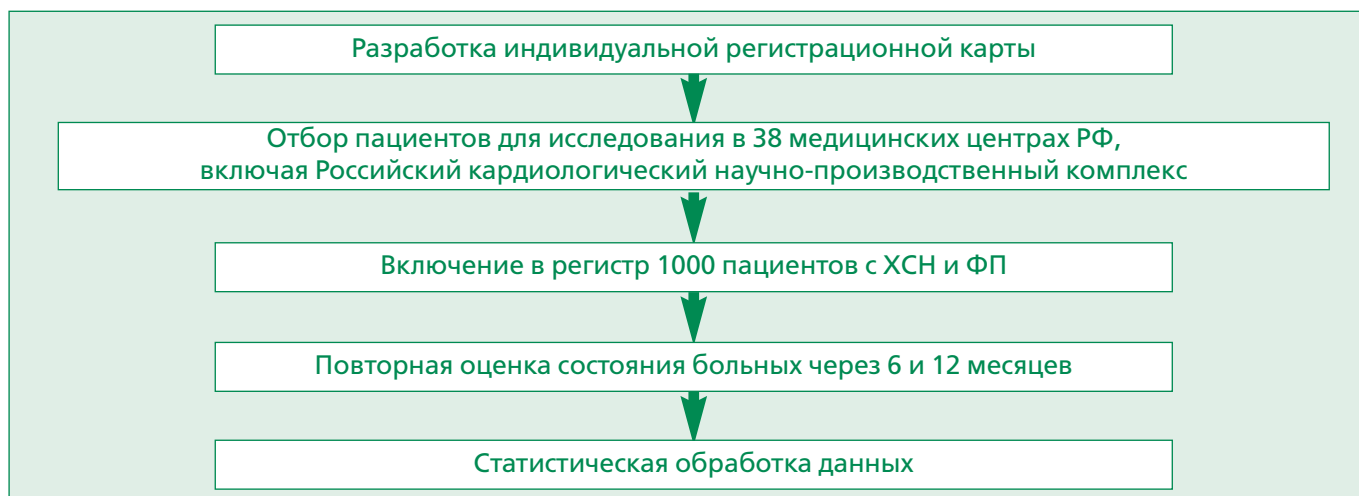 Разработка индивидуальной регистрационной карты
Отбор пациентов для исследования в 38 медицинских центрах РФ,
включая Российский кардиологический научно-производственный комплекс
Включение в регистр 1000 пациентов с ХСН и ФП
Повторная оценка состояния больных через 6 и 12 месяцев
Статистическая обработка данных